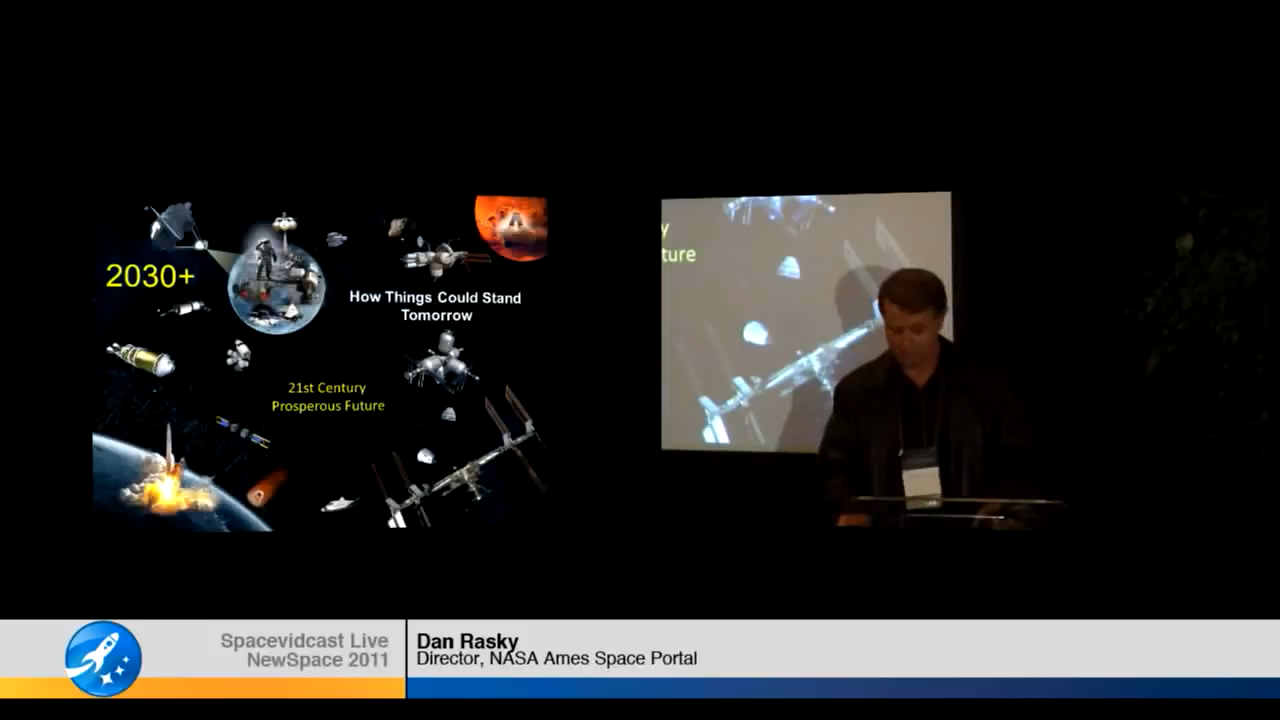 2030+
How Things Could Stand
Tomorrow
21st Century
Prosperous Future
y
ture
Spacevidcast Live
NewSpace 2011
Dan Rasky
Director, NASA Ames Space Portal